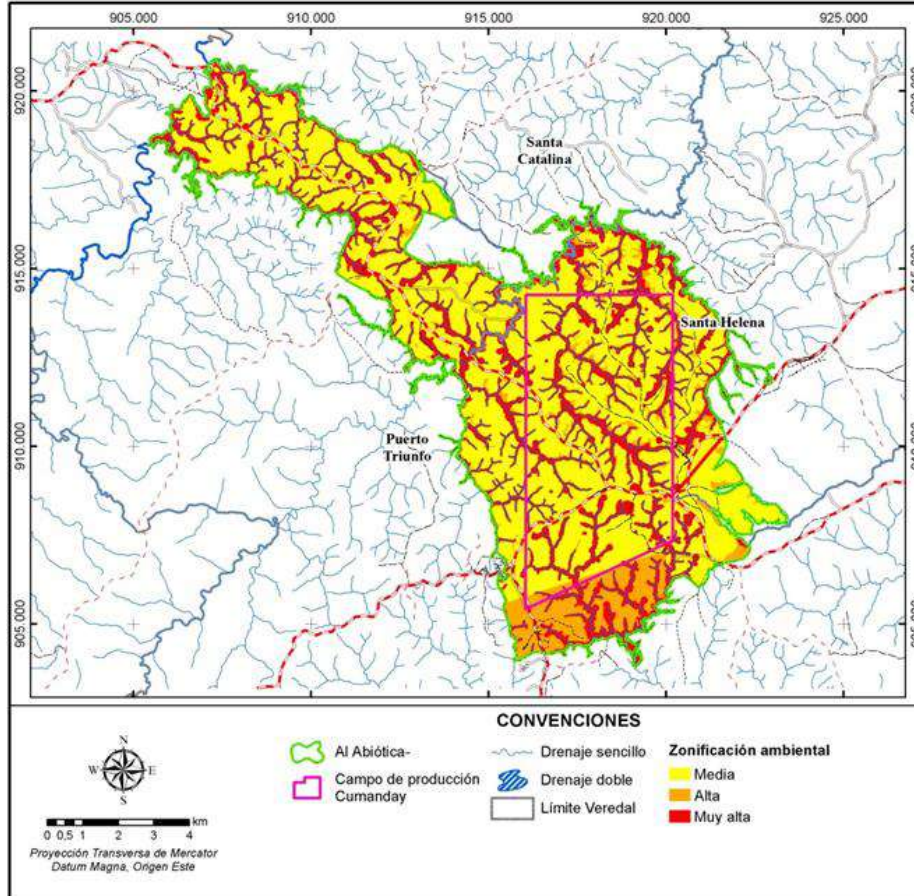 905.000 910.000 915.000 920.000 925.000
920.000
Santa
Catalina
915.000
Santa Helena
Puerto
Triunfo
910.000
905.000
CONVENCIONES
N
W E
S
0 0,5 1 2 3 4 km
Proyección Transversa de Mercator
Datum Magna, Origen Este
AI Abiótica-
Campo de producción
Cumanday
Drenaje sencillo
Drenaje doble
Límite Veredal
Zonificación ambiental
Media
Alta
Muy alta